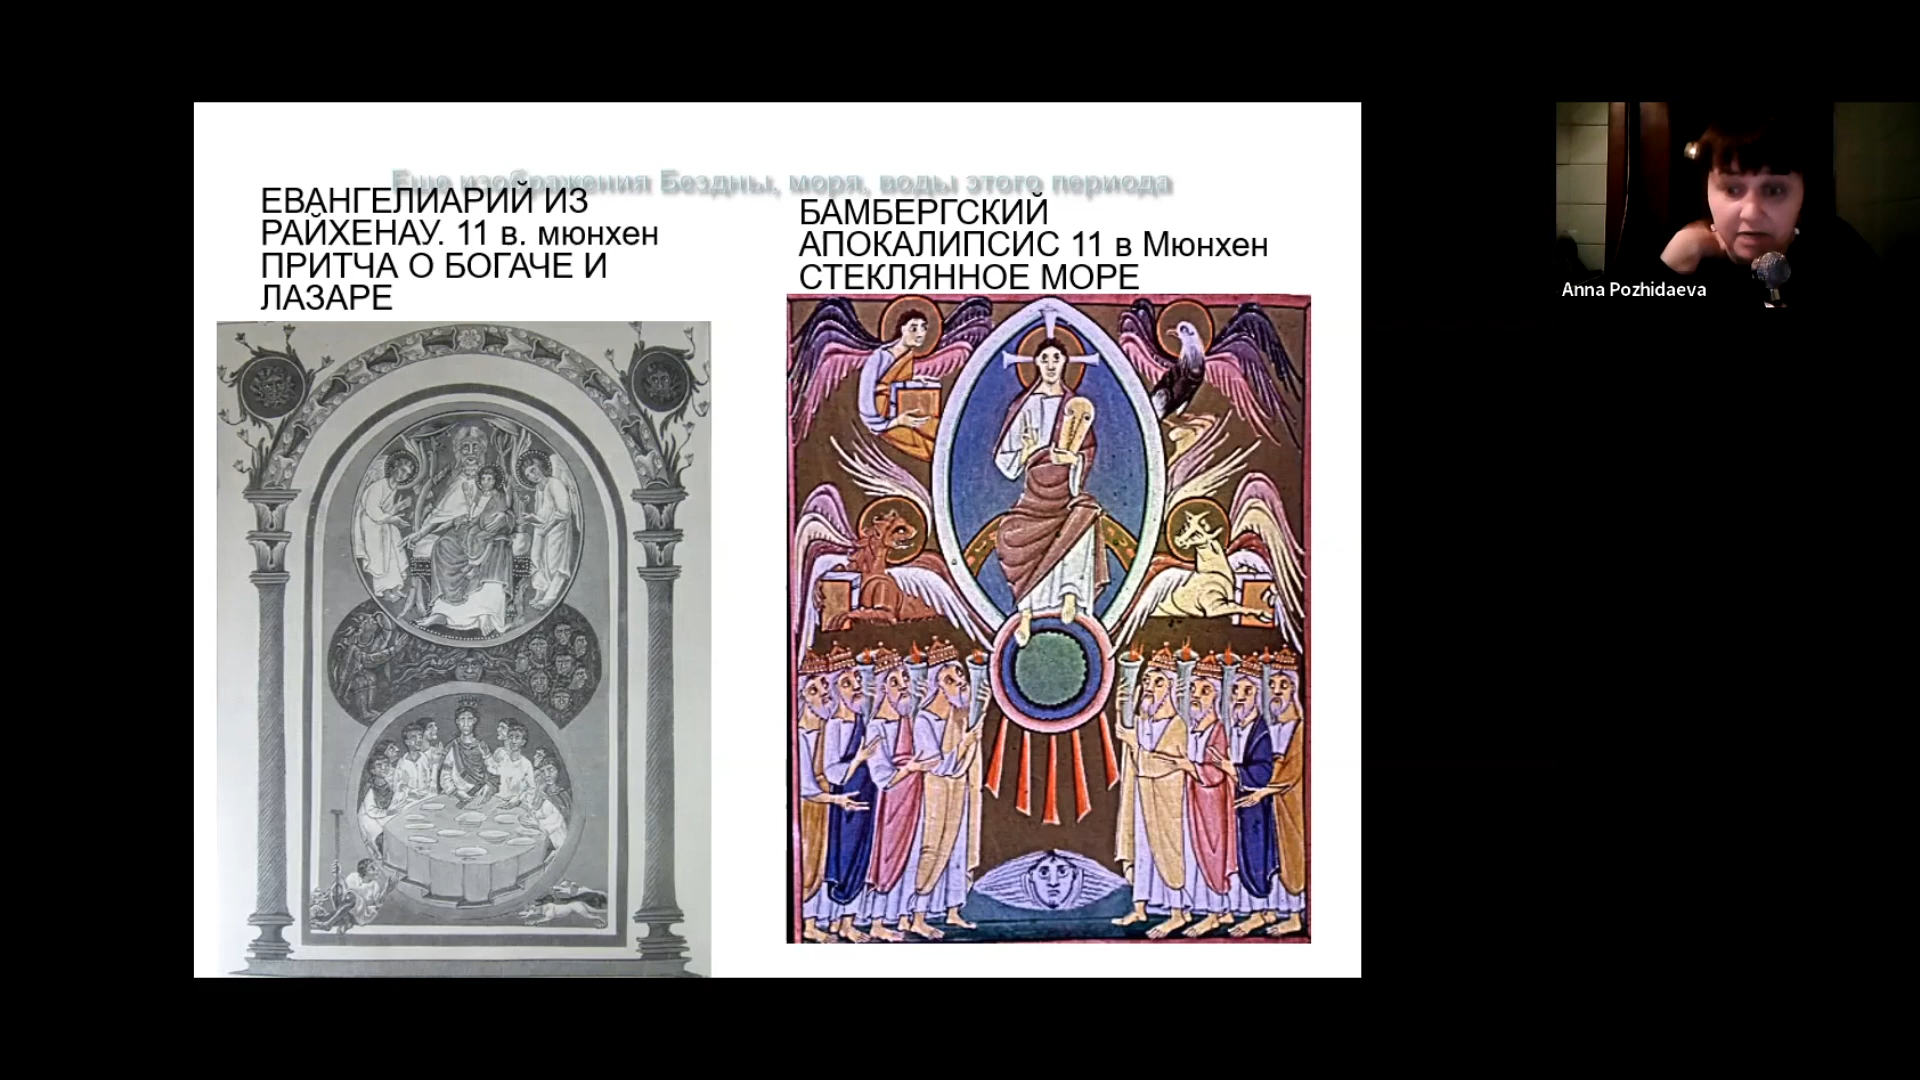 Еще изображения Бездны, моря, воды этого периода
ЕВАНГЕЛИАРИЙ ИЗ
РАЙХЕНАУ. 11 в. мюнхен
ПРИТЧА О БОГАЧЕ И
ЛАЗАРЕ
БАМБЕРГСКИЙ
АПОКАЛИПСИС 11 в Мюнхен
СТЕКЛЯННОЕ МОРЕ
Anna Pozhidaeva